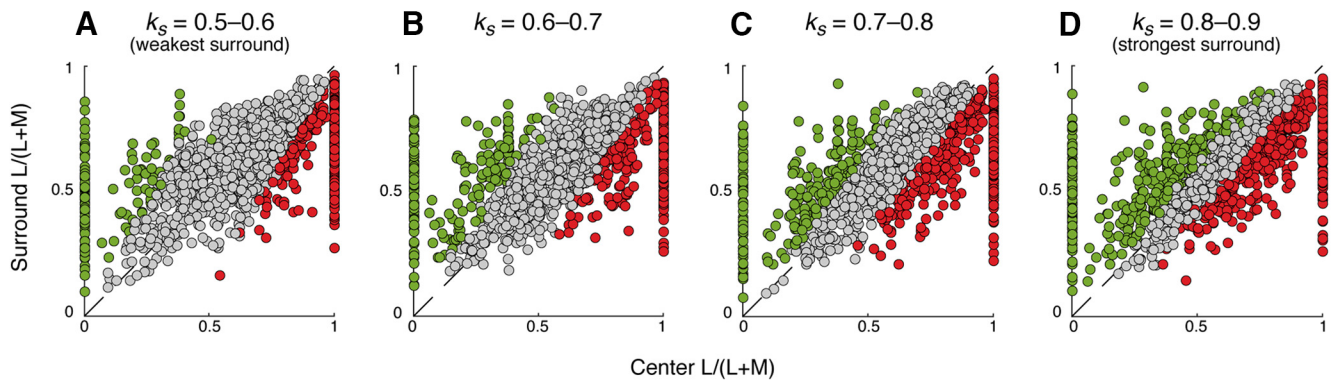 A
k_s = 0.5–0.6
(weakest surround)
B
k_s = 0.6–0.7
C
k_s = 0.7–0.8
D
k_s = 0.8–0.9
(strongest surround)
Surround L/(L+M)
1
0.5
0
0
0.5
1
1
0.5
0
0
0.5
1
1
0.5
0
0
0.5
1
1
0.5
0
0
0.5
1
Center L/(L+M)